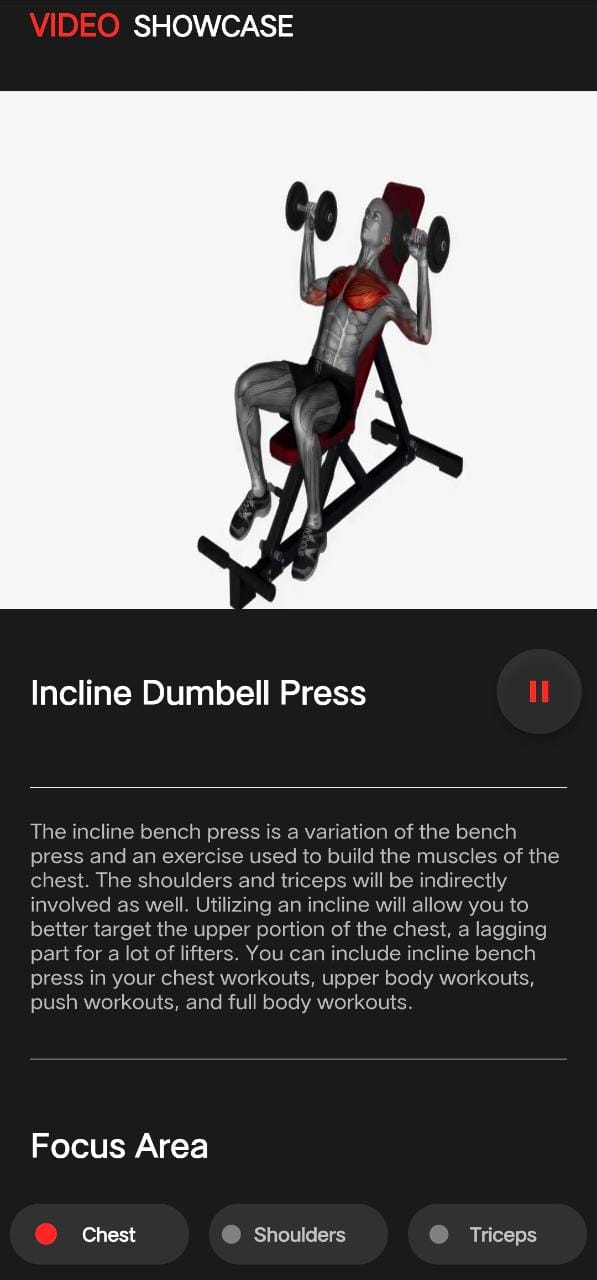 VIDEO SHOWCASE
Incline Dumbell Press
The incline bench press is a variation of the bench
press and an exercise used to build the muscles of the
chest. The shoulders and triceps will be indirectly
involved as well. Utilizing an incline will allow you to
better target the upper portion of the chest, a lagging
part for a lot of lifters. You can include incline bench
press in your chest workouts, upper body workouts,
push workouts, and full body workouts.
Focus Area
Chest Shoulders Triceps